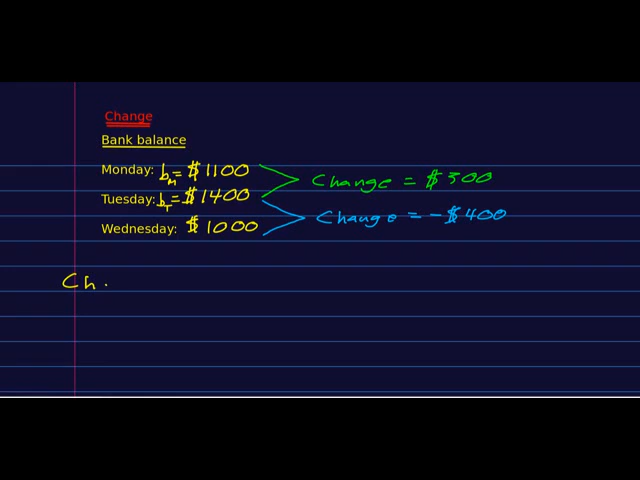 Change
Bank balance
Monday: bM = $1100
Change = $300
Tuesday: bT = $1400
Change = -$400
Wednesday: $1000
Ch